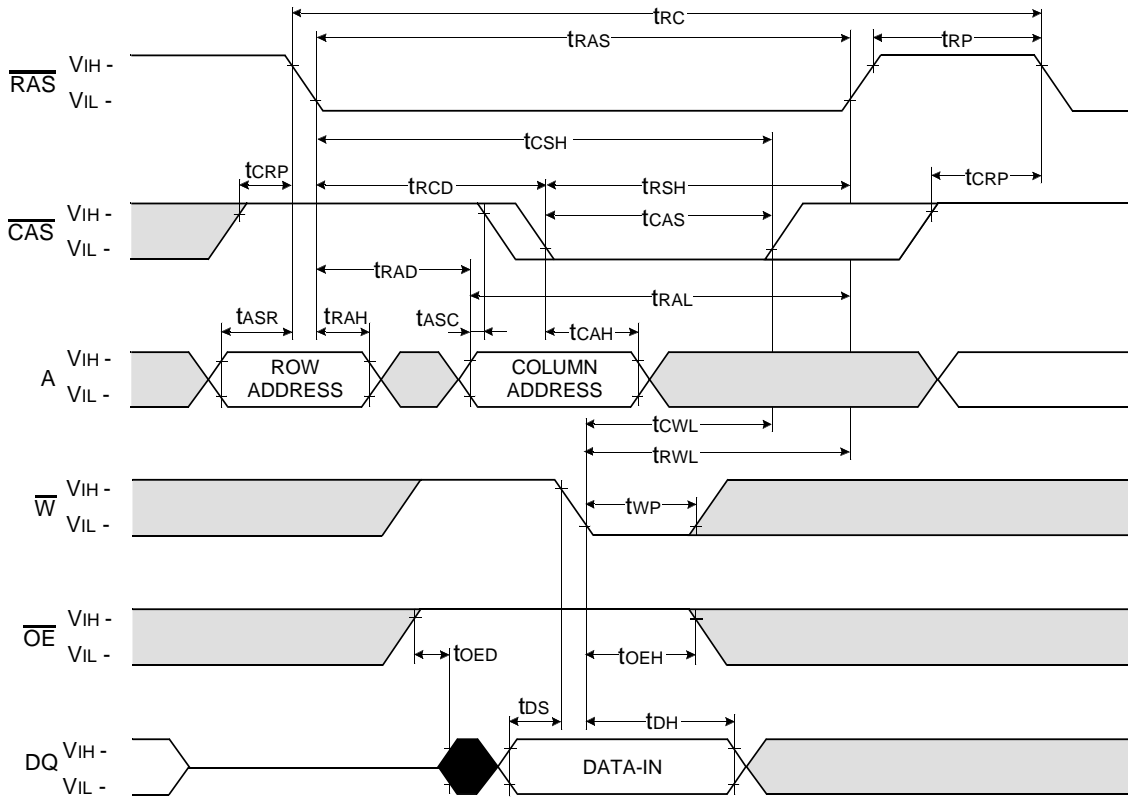 tRC
tRAS
tRP
RAS
VIH -
VIL -
tCSH
tCRP
tRCD
tRSH
tCRP
CAS
VIH -
VIL -
tCAS
tRAD
tRAL
tASR
tRAH
tASC
tCAH
A
VIH -
VIL -
ROW
ADDRESS
COLUMN
ADDRESS
tCWL
tRWL
W
VIH -
VIL -
tWP
OE
VIH -
VIL -
tOED
tOEH
tDS
tDH
DQ
VIH -
VIL -
DATA-IN